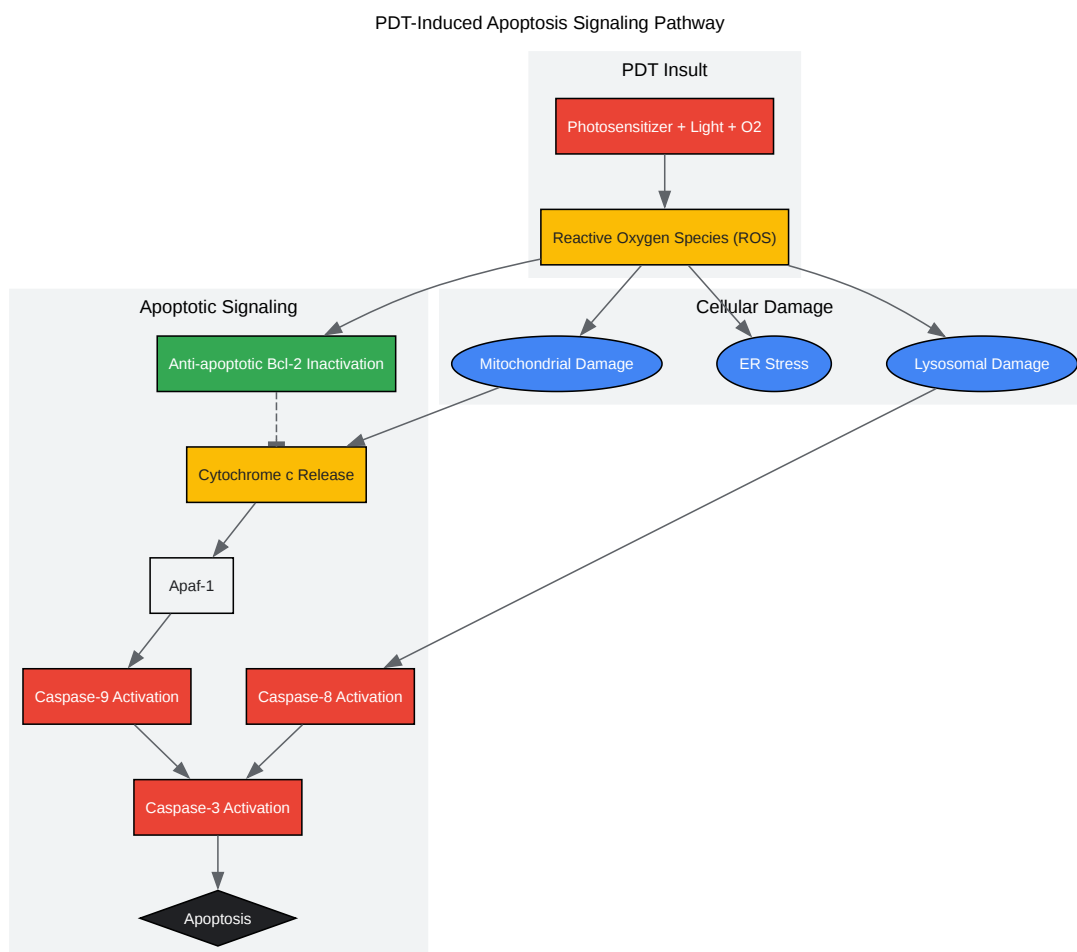 PDT-Induced Apoptosis Signaling Pathway
PDT Insult
Photosensitizer + Light + O2
Reactive Oxygen Species (ROS)
Apoptotic Signaling
Cellular Damage
Anti-apoptotic Bcl-2 Inactivation
Mitochondrial Damage
ER Stress
Lysosomal Damage
Cytochrome c Release
Apaf-1
Caspase-9 Activation
Caspase-8 Activation
Caspase-3 Activation
Apoptosis